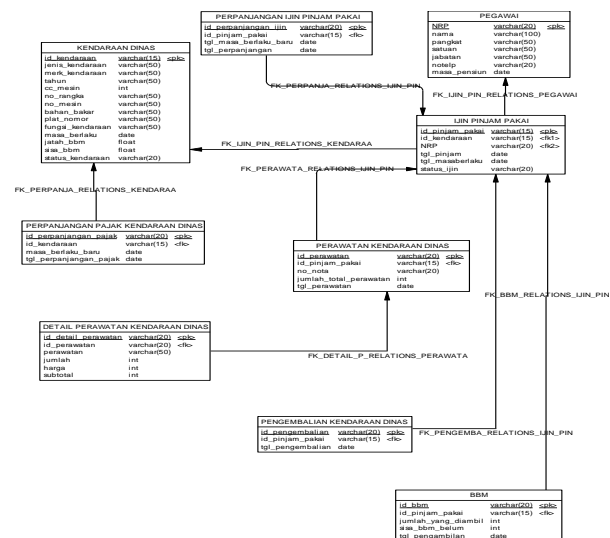 PERPANJANGAN IJIN PINJAM PAKAI
id_perpanjangan_ijin varchar(20) <pk>
id_pinjam_pakai varchar(15) <fk>
tgl_masa_berlaku_baru date
tgl_perpanjangan date
PEGAWAI
NRP varchar(20) <pk>
nama varchar(100)
pangkat varchar(50)
satuan varchar(50)
jabatan varchar(50)
notelp varchar(20)
masa_pensiun date
KENDARAAN DINAS
id_kendaraan varchar(15) <pk>
jenis_kendaraan varchar(50)
merk_kendaraan varchar(50)
tahun varchar(50)
cc_mesin int
no_rangka varchar(50)
no_mesin varchar(50)
bahan_bakar varchar(50)
plat_nomor varchar(50)
fungsi_kendaraan varchar(50)
masa_berlaku date
jatah_bbm float
sisa_bbm float
status_kendaraan varchar(20)
FK_PERPANJA_RELATIONS_IJIN_PIN
FK_IJIN_PIN_RELATIONS_PEGAWAI
IJIN PINJAM PAKAI
id_pinjam_pakai varchar(15) <pk>
id_kendaraan varchar(15) <fk1>
NRP varchar(20) <fk2>
tgl_pinjam date
tgl_masaberlaku date
status_ijin varchar(20)
FK_IJIN_PIN_RELATIONS_KENDARAA
FK_PERAWATA_RELATIONS_IJIN_PIN
FK_PERPANJA_RELATIONS_KENDARAA
PERPANJANGAN PAJAK KENDARAAN DINAS
id_perpanjangan_pajak varchar(20) <pk>
id_kendaraan varchar(15) <fk>
masa_berlaku_baru date
tgl_perpanjangan_pajak date
PERAWATAN KENDARAAN DINAS
id_perawatan varchar(20) <pk>
id_pinjam_pakai varchar(15) <fk>
no_nota varchar(20)
jumlah_total_perawatan int
tgl_perawatan date
FK_BBM_RELATIONS_IJIN_PIN
DETAIL PERAWATAN KENDARAAN DINAS
id_detail_perawatan varchar(20) <pk>
id_perawatan varchar(20) <fk>
perawatan varchar(50)
jumlah int
harga int
subtotal int
FK_DETAIL_P_RELATIONS_PERAWATA
PENGEMBALIAN KENDARAAN DINAS
id_pengembalian varchar(20) <pk>
id_pinjam_pakai varchar(15) <fk>
tgl_pengembalian date
FK_PENGEMBA_RELATIONS_IJIN_PIN
BBM
id_bbm varchar(20) <pk>
id_pinjam_pakai varchar(15) <fk>
jumlah_yang_diambil int
sisa_bbm_belum int
tgl_pengambilan date